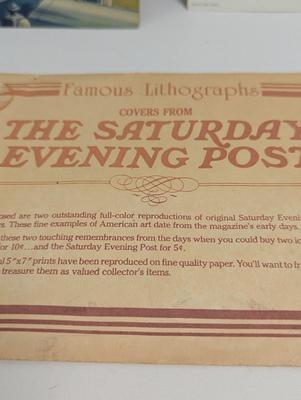 Famous Lithographs
COVERS FROM
THE SATURDAY
EVENING POST
osed are two outstanding full-color reproductions of original Saturday Eveni
rs. These fine examples of American art date from the magazine's early days.
these two touching remembrances from the days when you could buy two ic
for 10¢...and the Saturday Evening Post for 5¢.
ul 5"x7" prints have been reproduced on fine quality paper. You'll want to fr
treasure them as valued collector's items.